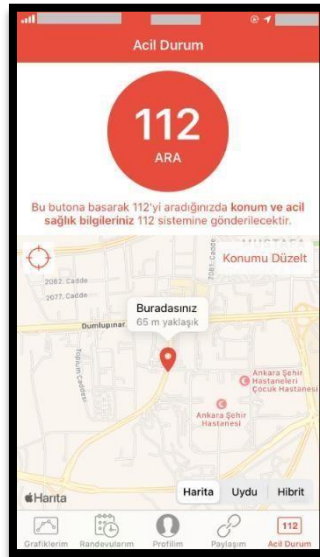 Acil Durum
112
ARA
Bu butona basarak 112'yi aradığınızda konum ve acil
sağlık bilgileriniz 112 sistemine gönderilecektir.
Konumu Düzelt
2082. Cadde
2077. Cadde
Buradasınız
65 m yaklaşık
Dumlupınar
Toplum Caddesi
Ankara Şehir
Hastaneleri
Çocuk Hastanesi
Ankara Şehir
Hastanesi
Harita
Harita Uydu Hibrit
112
Grafiklerim Randevularım Profilim Paylaşım Acil Durum